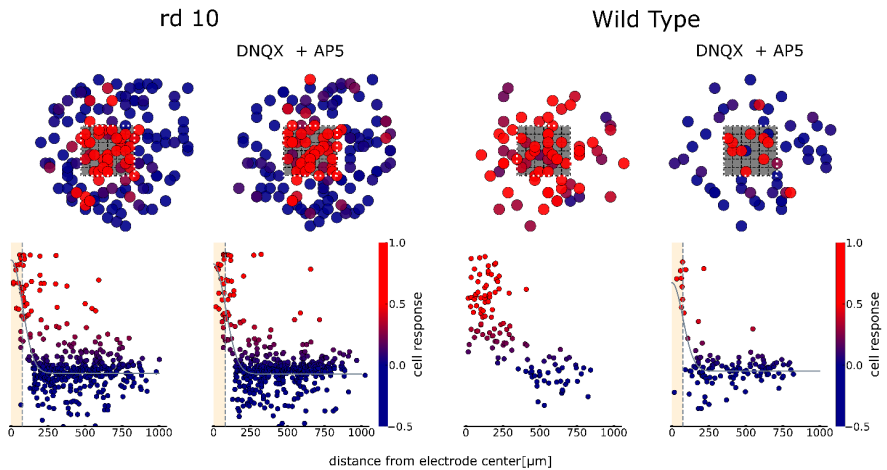 rd 10
Wild Type
DNQX + AP5
DNQX + AP5
1.0
0.5
0.0
−0.5
cell response
1.0
0.5
0.0
−0.5
cell response
0 250 500 750 1000
0 250 500 750 1000
0 250 500 750 1000
0 250 500 750 1000
distance from electrode center[µm]